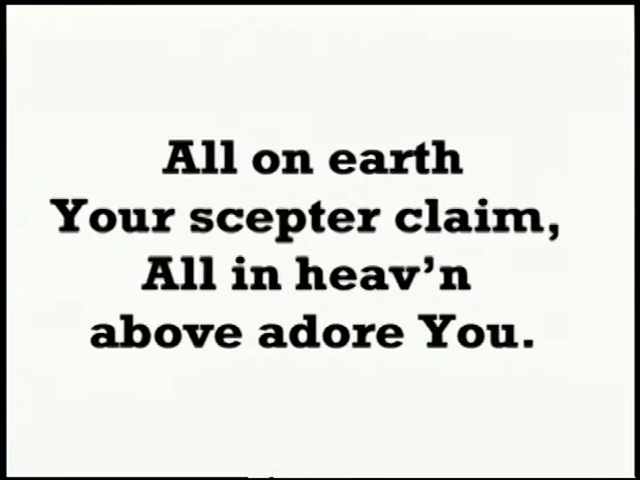 All on earth
Your scepter claim,
All in heav’n
above adore You.